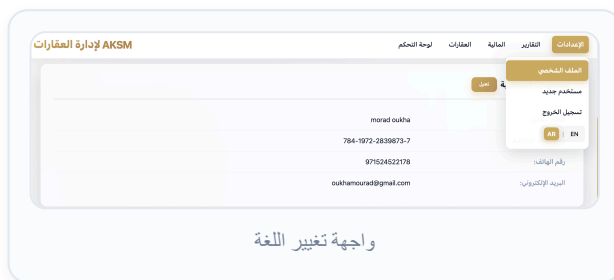 AKSM لإدارة العقارات
الإعدادات التقارير المالية العقارات لوحة التحكم
الملف الشخصي
مستخدم جديد
تسجيل الخروج
AR | EN
تعديل
morad oukha
784-1972-2839873-7
رقم الهاتف: 971524522178
البريد الإلكتروني: oukhamourad@gmail.com
واجهة تغيير اللغة